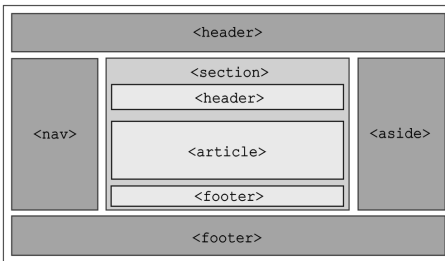 <header>
<nav>
<section>
<header>
<article>
<footer>
<aside>
<footer>